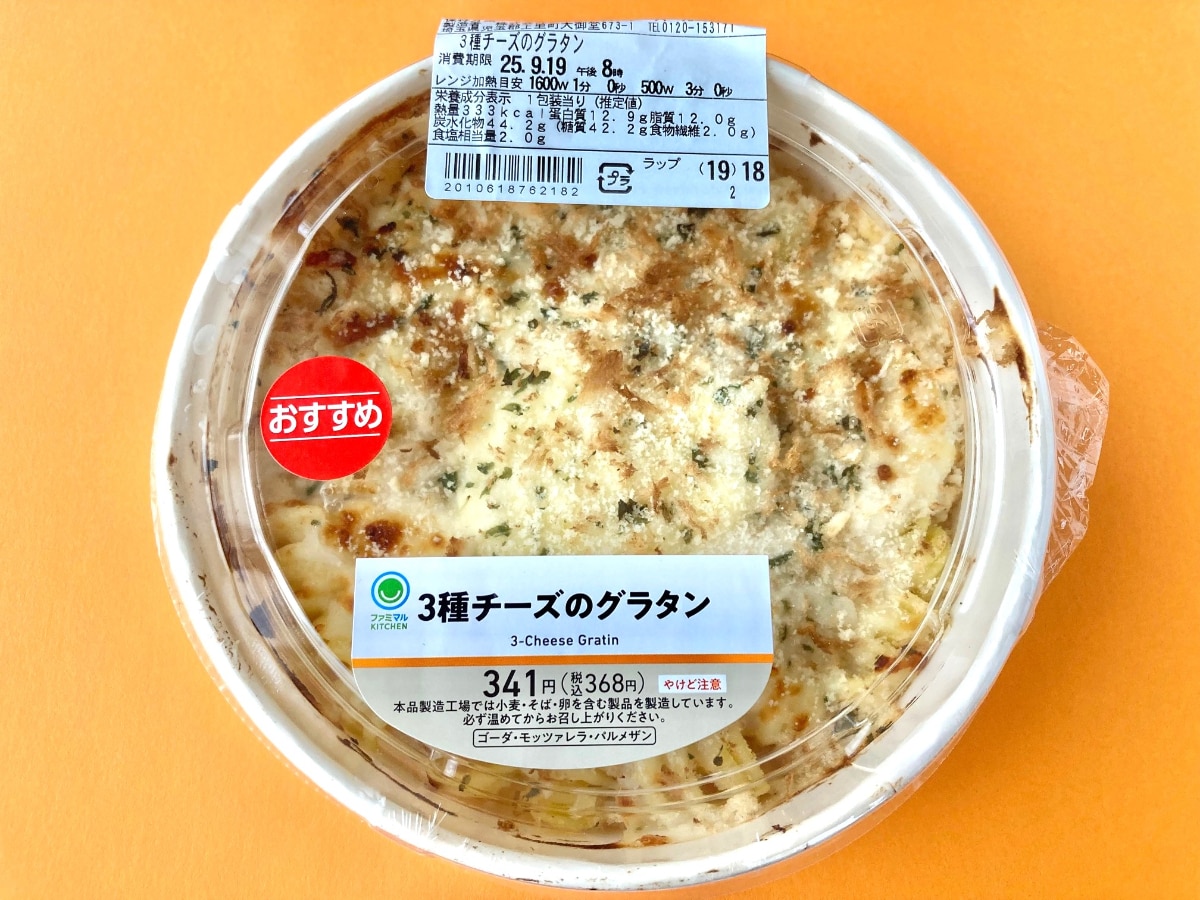 673-1 TEL0120-153171
3種チーズのグラタン
消費期限 25.9.19 午後 8時
レンジ加熱目安 1600W 1分 0秒 500W 3分 0秒
栄養成分表示 1包装当り(推定値)
熱量333kcal蛋白質12.9g脂質12.0g
炭水化物44.2g(糖質42.2g食物繊維2.0g)
食塩相当量2.0g
ラップ (19) 18
プラ
2010618762182
2
おすすめ
ファミマル
KITCHEN
3種チーズのグラタン
3-Cheese Gratin
341円(税込368円) やけど注意
本品製造工場では小麦・そば・卵を含む製品を製造しています。
必ず温めてからお召し上がりください。
ゴーダ・モッツァレラ・パルメザン